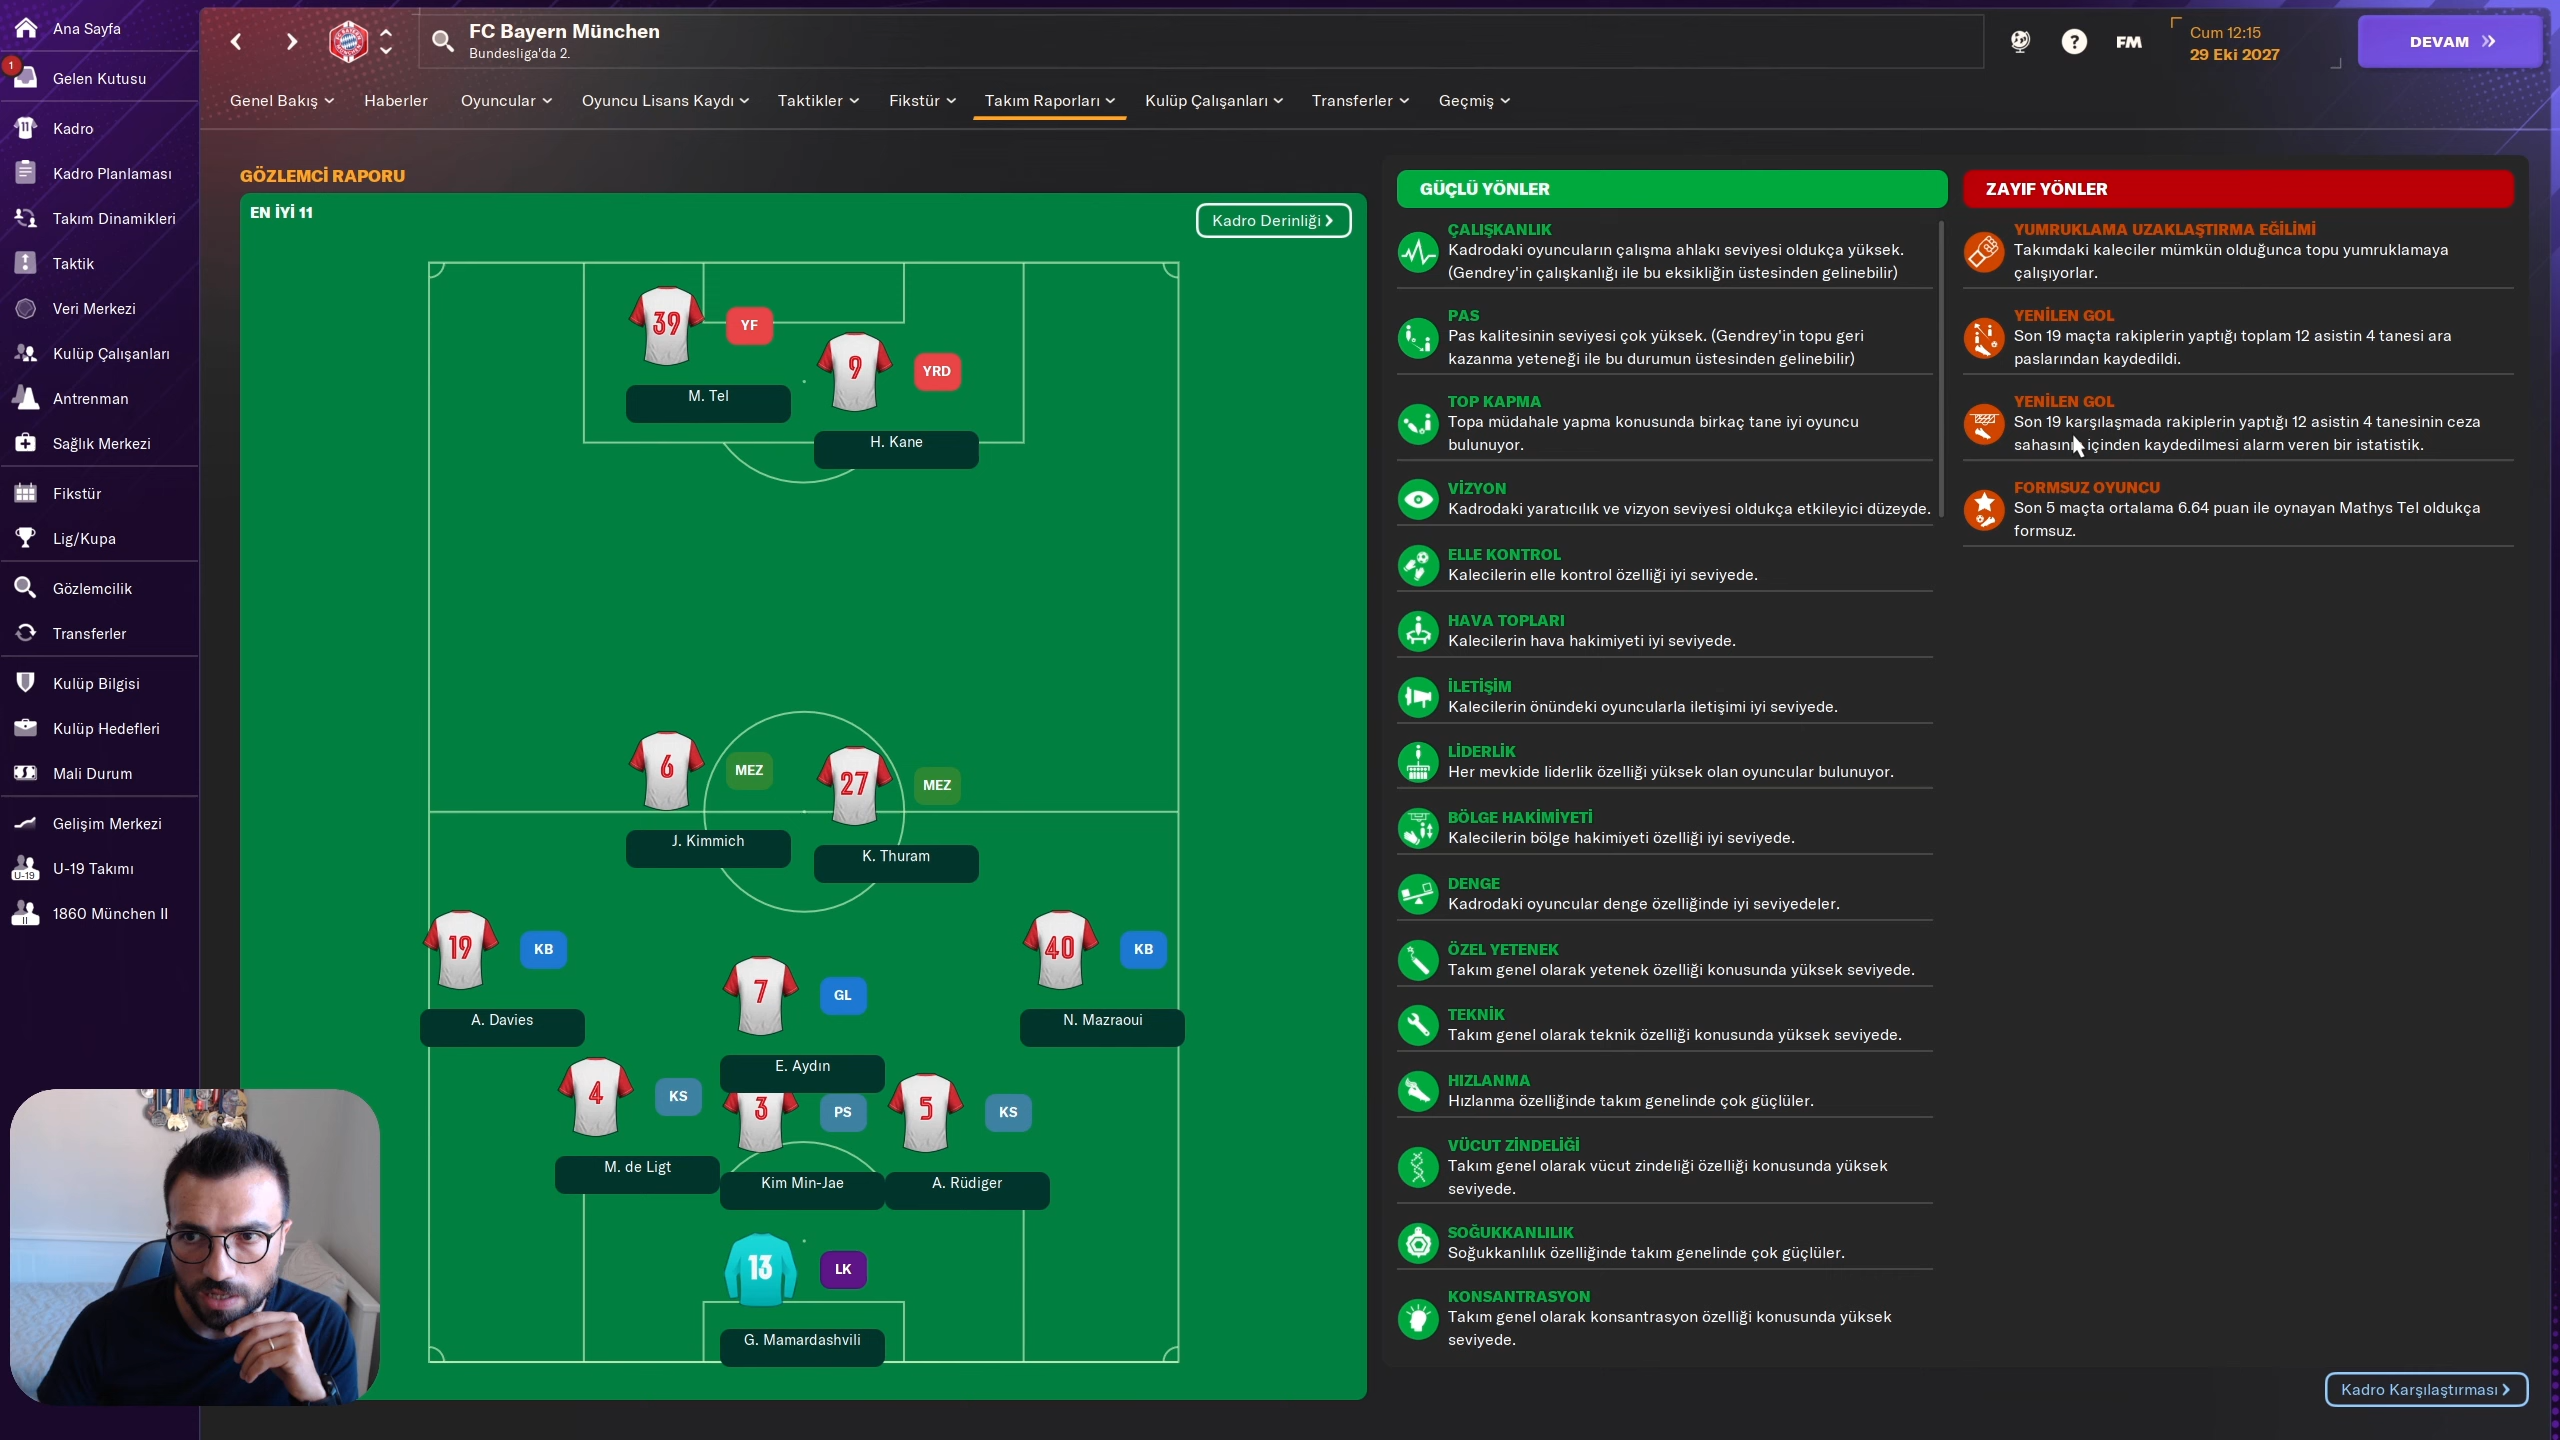 Ana Sayfa
1
Gelen Kutusu
Kadro
Kadro Planlaması
Takım Dinamikleri
Taktik
Veri Merkezi
Kulüp Çalışanları
Antrenman
Sağlık Merkezi
Fikstür
Lig/Kupa
Gözlemcilik
Transferler
Kulüp Bilgisi
Kulüp Hedefleri
Mali Durum
Gelişim Merkezi
U-19 Takımı
1860 München II
FC Bayern München
Bundesliga'da 2.
FM
Cum 12:15
29 Eki 2027
DEVAM
Genel Bakış
Haberler
Oyuncular
Oyuncu Lisans Kaydı
Taktikler
Fikstür
Takım Raporları
Kulüp Çalışanları
Transferler
Geçmiş
GÖZLEMCİ RAPORU
EN İYİ 11
Kadro Derinliği
39 YF
M. Tel
9 YRD
H. Kane
6 MEZ
J. Kimmich
27 MEZ
K. Thuram
19 KB
A. Davies
7 GL
E. Aydın
40 KB
N. Mazraoui
4 KS
M. de Ligt
3 PS
Kim Min-Jae
5 KS
A. Rüdiger
13 LK
G. Mamardashvili
GÜÇLÜ YÖNLER
ÇALIŞKANLIK
Kadrodaki oyuncuların çalışma ahlakı seviyesi oldukça yüksek.
(Gendrey'in çalışkanlığı ile bu eksikliğin üstesinden gelinebilir)
PAS
Pas kalitesinin seviyesi çok yüksek. (Gendrey'in topu geri
kazanma yeteneği ile bu durumun üstesinden gelinebilir)
TOP KAPMA
Topa müdahale yapma konusunda birkaç tane iyi oyuncu
bulunuyor.
VİZYON
Kadrodaki yaratıcılık ve vizyon seviyesi oldukça etkileyici düzeyde.
ELLE KONTROL
Kalecilerin elle kontrol özelliği iyi seviyede.
HAVA TOPLARI
Kalecilerin hava hakimiyeti iyi seviyede.
İLETİŞİM
Kalecilerin önündeki oyuncularla iletişimi iyi seviyede.
LİDERLİK
Her mevkide liderlik özelliği yüksek olan oyuncular bulunuyor.
BÖLGE HAKİMİYETİ
Kalecilerin bölge hakimiyeti özelliği iyi seviyede.
DENGE
Kadrodaki oyuncular denge özelliğinde iyi seviyedeler.
ÖZEL YETENEK
Takım genel olarak yetenek özelliği konusunda yüksek seviyede.
TEKNİK
Takım genel olarak teknik özelliği konusunda yüksek seviyede.
HIZLANMA
Hızlanma özelliğinde takım genelinde çok güçlüler.
VÜCUT ZİNDELİĞİ
Takım genel olarak vücut zindeliği özelliği konusunda yüksek
seviyede.
SOĞUKKANLILIK
Soğukkanlılık özelliğinde takım genelinde çok güçlüler.
KONSANTRASYON
Takım genel olarak konsantrasyon özelliği konusunda yüksek
seviyede.
ZAYIF YÖNLER
YUMRUKLAMA UZAKLAŞTIRMA EĞİLİMİ
Takımdaki kaleciler mümkün olduğunca topu yumruklamaya
çalışıyorlar.
YENİLEN GOL
Son 19 maçta rakiplerin yaptığı toplam 12 asistin 4 tanesi ara
paslarından kaydedildi.
YENİLEN GOL
Son 19 karşılaşmada rakiplerin yaptığı 12 asistin 4 tanesinin ceza
sahasının içinden kaydedilmesi alarm veren bir istatistik.
FORMSUZ OYUNCU
Son 5 maçta ortalama 6.64 puan ile oynayan Mathys Tel oldukça
formsuz.
Kadro Karşılaştırması